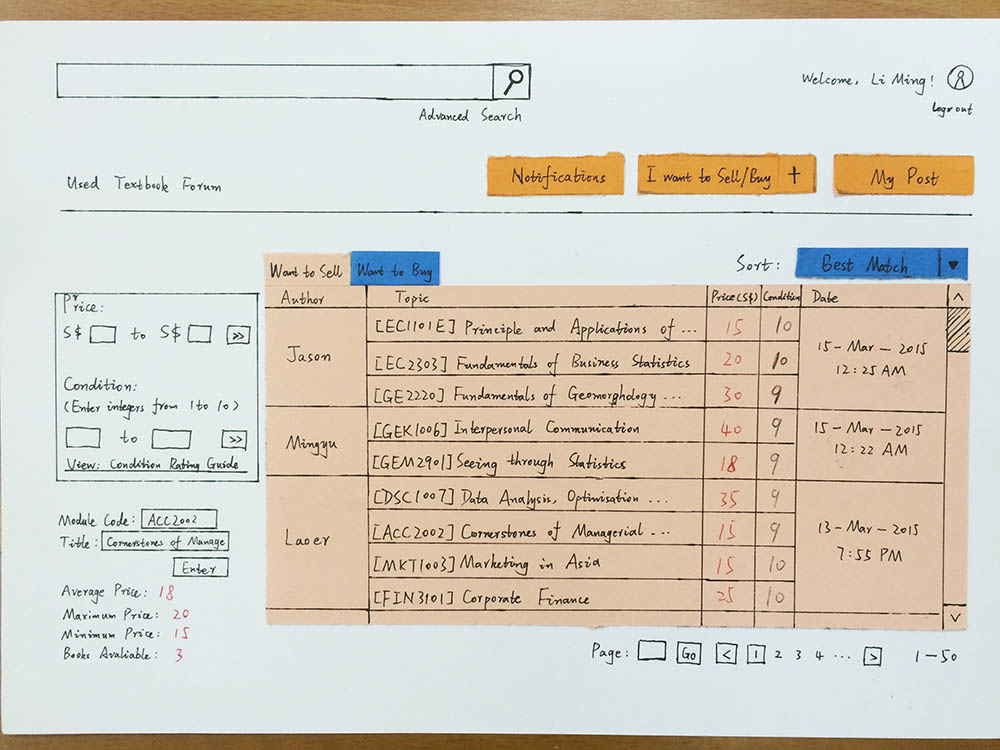 Welcome, Li Ming!
Advanced Search
Logo out
Used Textbook Forum
Notifications
I want to Sell/Buy +
My Post
Want to Sell
Want to Buy
Sort:
Best Match
Author Topic Price(S$) Condition Date
Jason
[EC1101E] Principle and Applications of ... 15 10
[EC2303] Fundamentals of Business Statistics 20 10
[GE2220] Fundamentals of Geomorphology ... 30 9
15-Mar-2015
12:25 AM
Mingyu
[GEK1006] Interpersonal Communication 40 9
[GEM2901] Seeing through Statistics 18 9
15-Mar-2015
12:22 AM
Laoer
[DSC1007] Data Analysis, Optimisation ... 35 9
[ACC2002] Cornerstones of Managerial ... 15 9
[MKT1003] Marketing in Asia 15 10
[FIN3101] Corporate Finance 25 10
13-Mar-2015
7:55 PM
Price:
S$ to S$ >>
Condition:
(Enter integers from 1 to 10)
to >>
View: Condition Rating Guide
Module Code: ACC2002
Title: Cornerstones of Manage
Enter
Average Price: 18
Maximum Price: 20
Minimum Price: 15
Books Avaliable: 3
Page: Go < 1 2 3 4 ... > 1-50